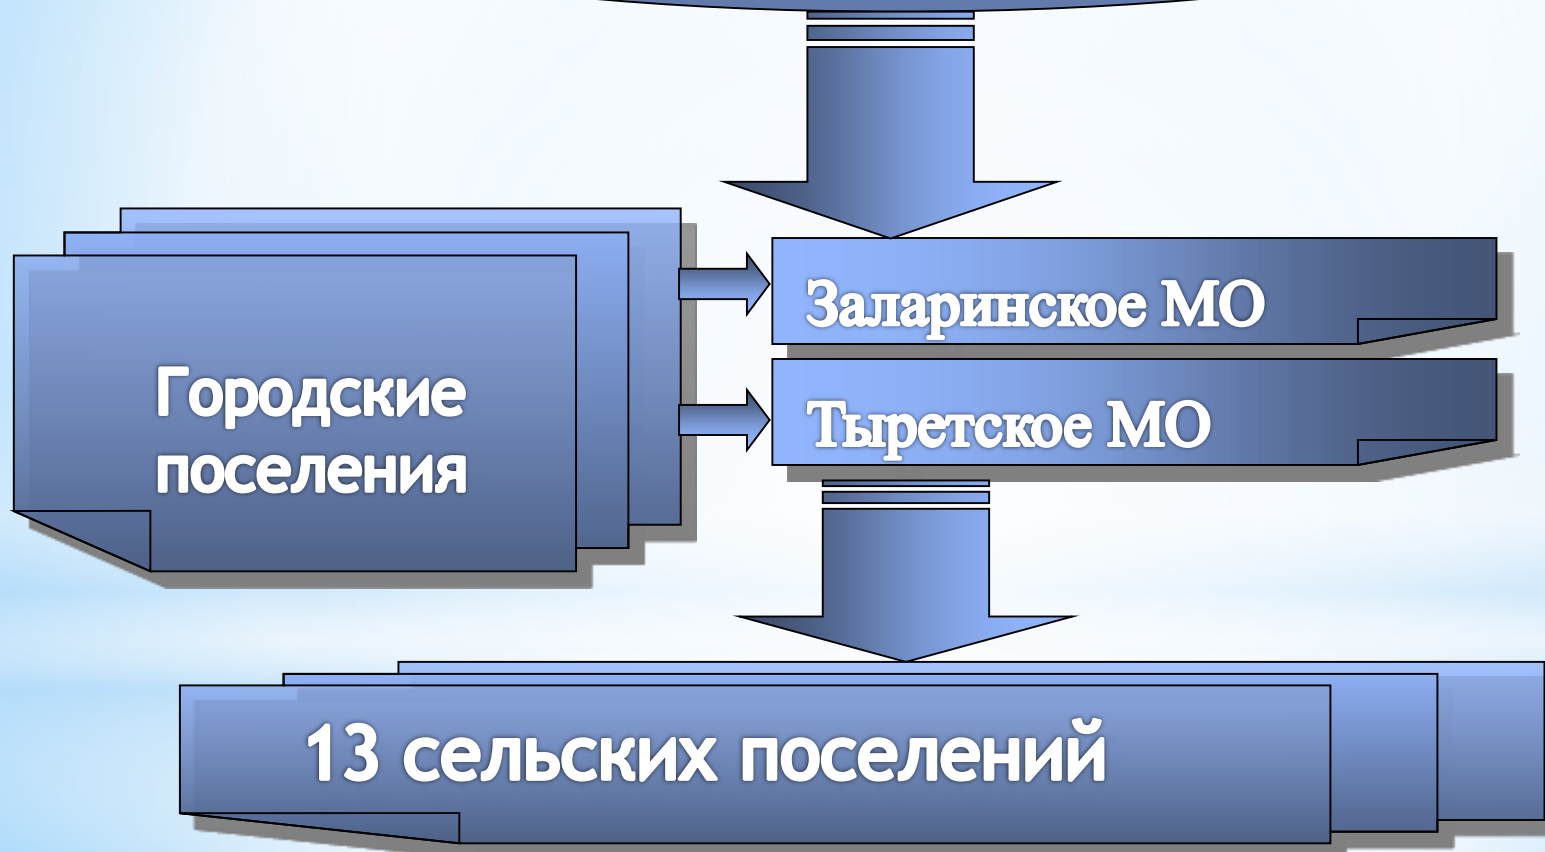 Заларинское МО
Городские
поселения
Тыретское МО
13 сельских поселений